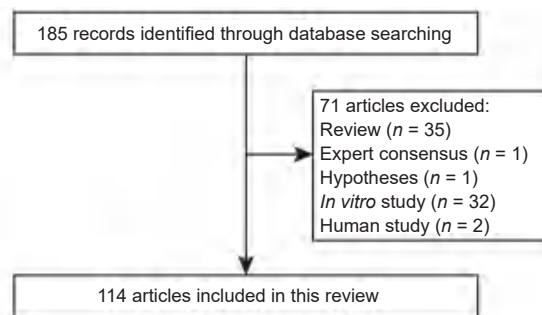 185 records identified through database searching
71 articles excluded:
Review (n = 35)
Expert consensus (n = 1)
Hypotheses (n = 1)
In vitro study (n = 32)
Human study (n = 2)
114 articles included in this review